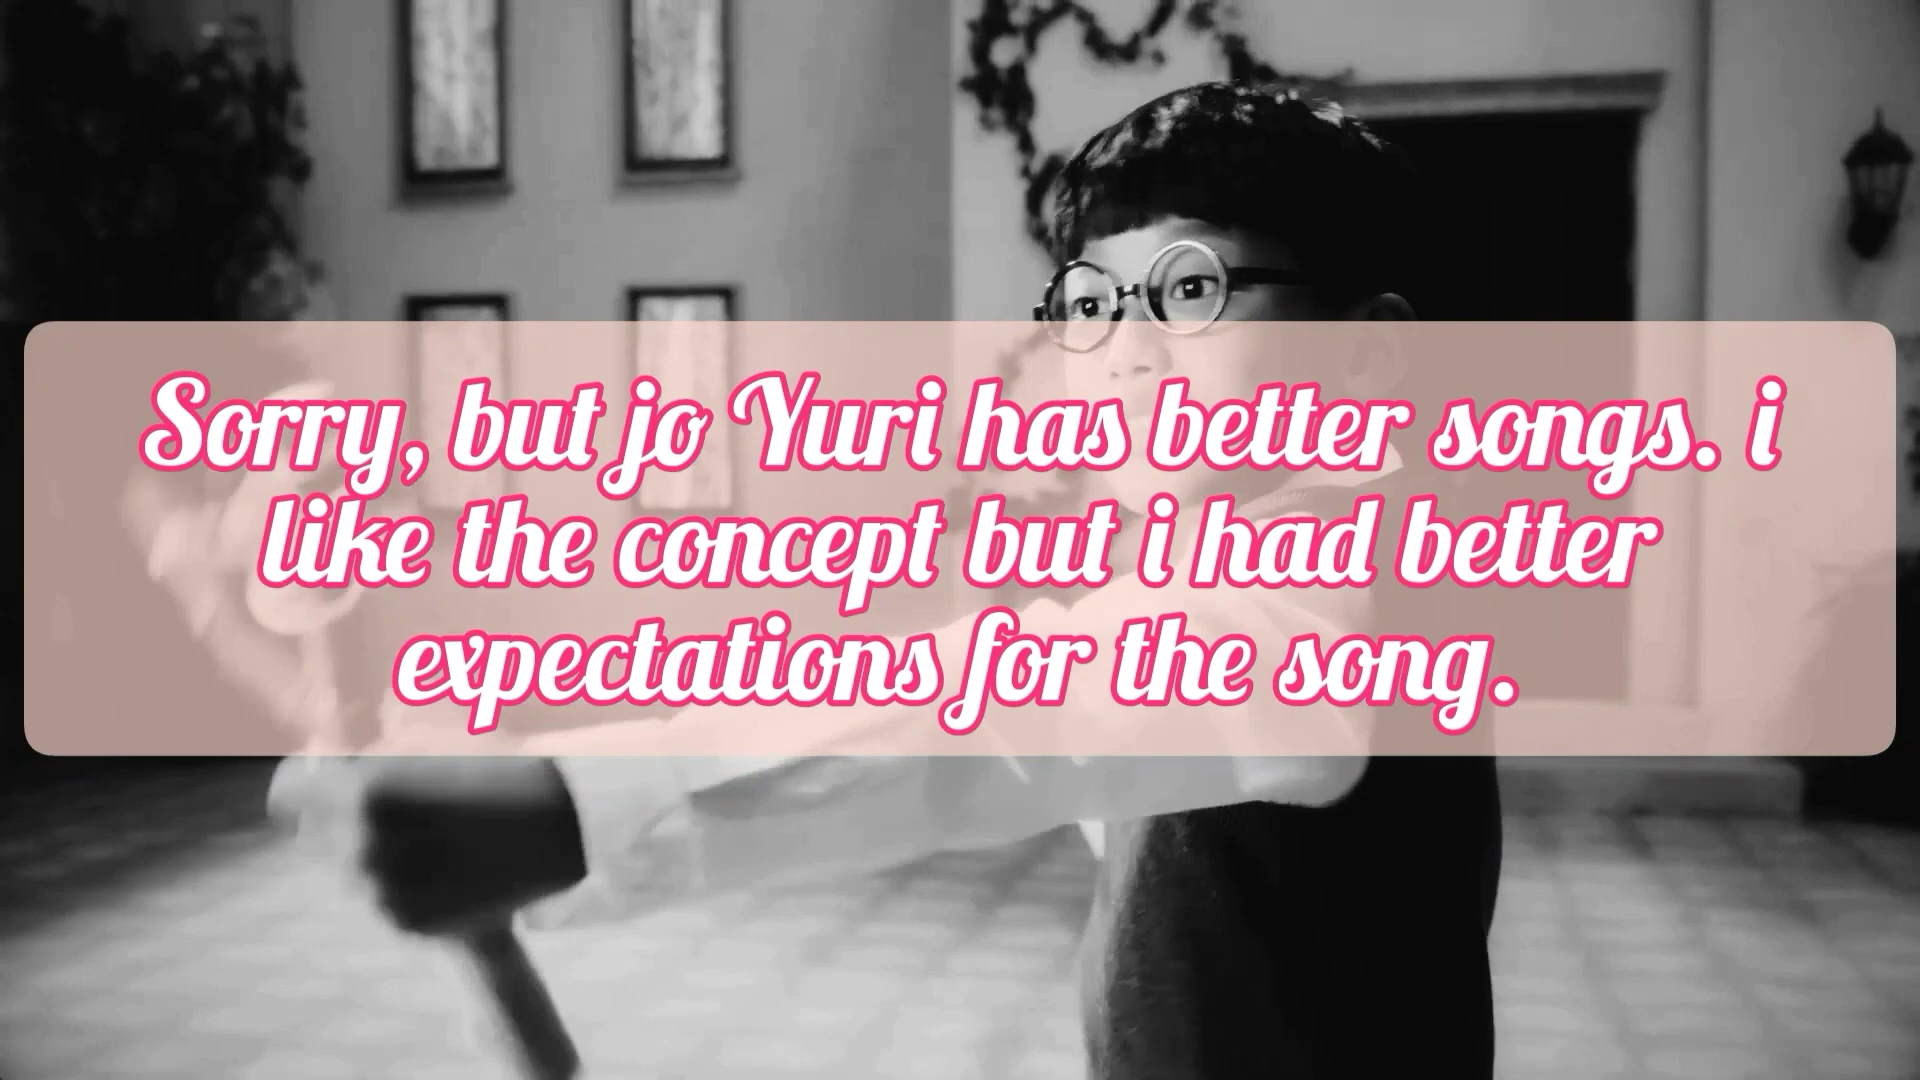 Sorry, but jo Yuri has better songs. i
like the concept but i had better
expectations for the song.